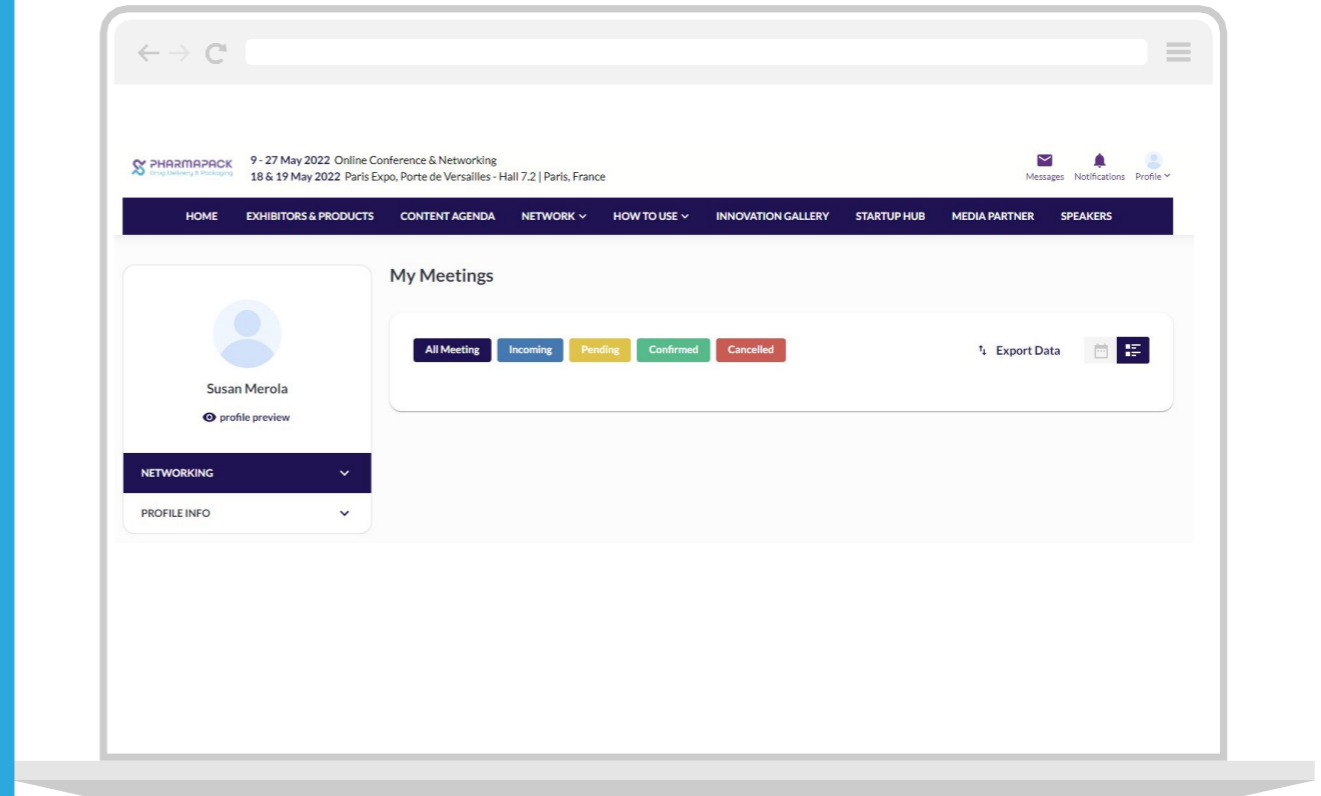 PHARMAPACK
Drug Delivery & Packaging
9 - 27 May 2022 Online Conference & Networking
18 & 19 May 2022 Paris Expo, Porte de Versailles - Hall 7.2 | Paris, France
Messages Notifications Profile
HOME EXHIBITORS & PRODUCTS CONTENT AGENDA NETWORK HOW TO USE INNOVATION GALLERY STARTUP HUB MEDIA PARTNER SPEAKERS
My Meetings
All Meeting Incoming Pending Confirmed Cancelled Export Data
Susan Merola
profile preview
NETWORKING
PROFILE INFO